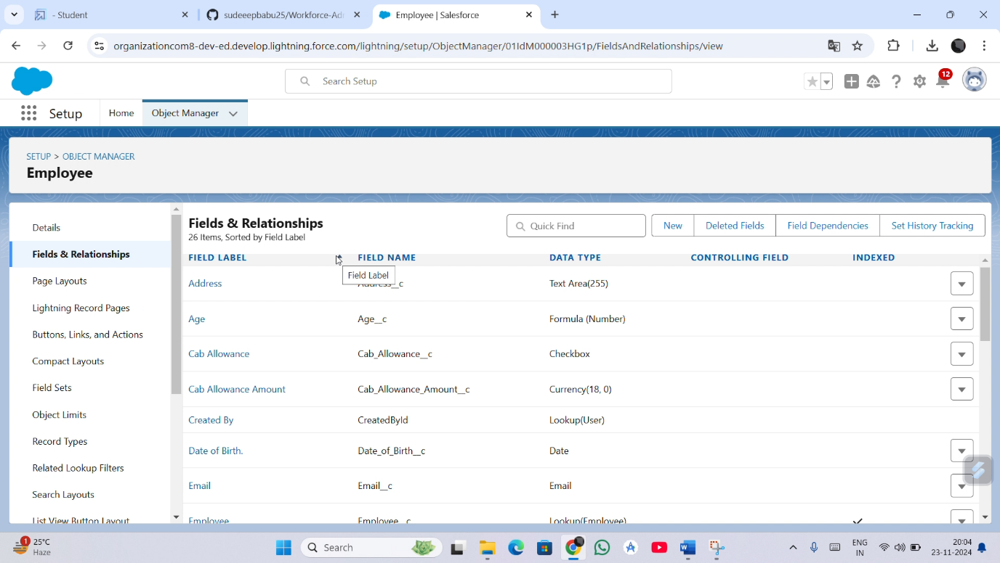 - Student
sudeeepbabu25/Workforce-Ad
Employee | Salesforce
organizationcom8-dev-ed.develop.lightning.force.com/lightning/setup/ObjectManager/01IdM000003HG1p/FieldsAndRelationships/view
Search Setup
12
Setup
Home
Object Manager
SETUP > OBJECT MANAGER
Employee
Details
Fields & Relationships
Page Layouts
Lightning Record Pages
Buttons, Links, and Actions
Compact Layouts
Field Sets
Object Limits
Record Types
Related Lookup Filters
Search Layouts
List View Button Layout
Fields & Relationships
26 Items, Sorted by Field Label
Quick Find
New
Deleted Fields
Field Dependencies
Set History Tracking
FIELD LABEL FIELD NAME DATA TYPE CONTROLLING FIELD INDEXED
Field Label
Address Address__c Text Area(255)
Age Age__c Formula (Number)
Cab Allowance Cab_Allowance__c Checkbox
Cab Allowance Amount Cab_Allowance_Amount__c Currency(18, 0)
Created By CreatedById Lookup(User)
Date of Birth. Date_of_Birth__c Date
Email Email__c Email
Employee Employee__c Lookup(Employee)
1
25°C
Haze
Search
ENG
IN
20:04
23-11-2024